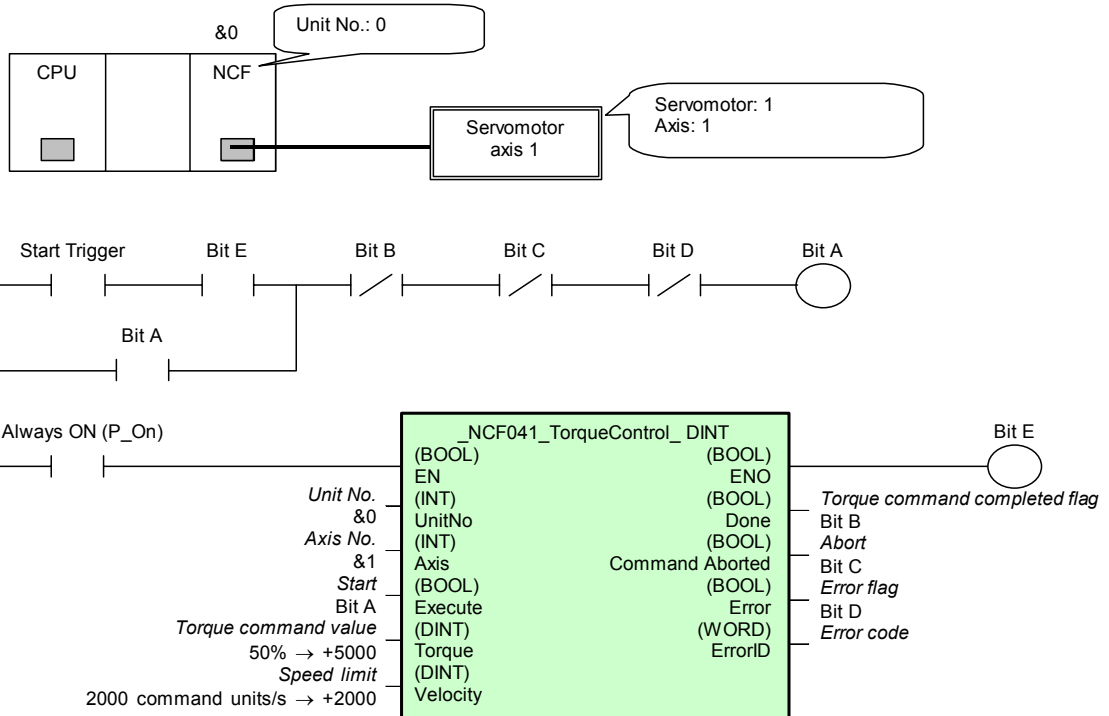 &0
Unit No.: 0
CPU
NCF
Servomotor: 1
Axis: 1
Servomotor
axis 1
Start Trigger
Bit E
Bit B
Bit C
Bit D
Bit A
Bit A
Always ON (P_On)
_NCF041_TorqueControl_ DINT
Bit E
(BOOL)
EN
(BOOL)
ENO
Unit No.
&0
(INT)
UnitNo
(BOOL)
Done
Torque command completed flag
Bit B
Axis No.
&1
(INT)
Axis
(BOOL)
Command Aborted
Abort
Bit C
Start
Bit A
(BOOL)
Execute
(BOOL)
Error
Error flag
Bit D
Torque command value
50% → +5000
(DINT)
Torque
(WORD)
ErrorID
Error code
Speed limit
2000 command units/s → +2000
(DINT)
Velocity